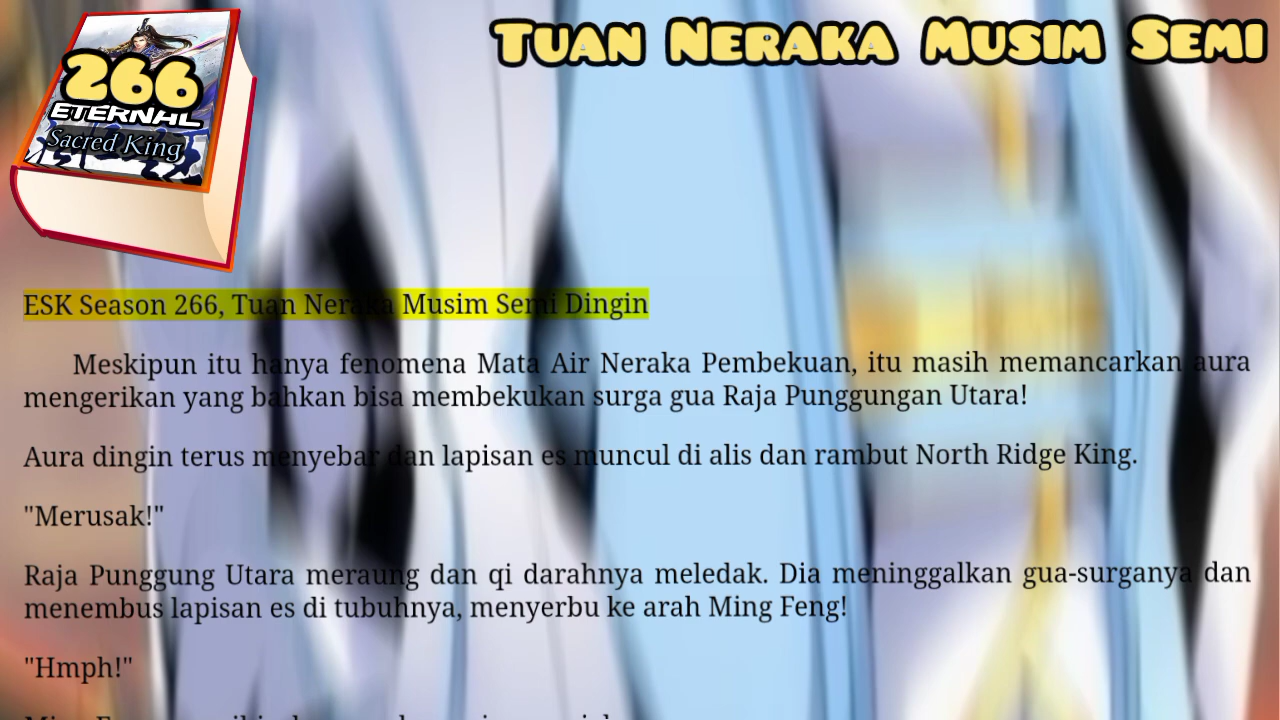 Tuan Neraka Musim Semi
266
ETERNAL
Sacred King
ESK Season 266, Tuan Neraka Musim Semi Dingin
Meskipun itu hanya fenomena Mata Air Neraka Pembekuan, itu masih memancarkan aura
mengerikan yang bahkan bisa membekukan surga gua Raja Punggungan Utara!
Aura dingin terus menyebar dan lapisan es muncul di alis dan rambut North Ridge King.
"Merusak!"
Raja Punggung Utara meraung dan qi darahnya meledak. Dia meninggalkan gua-surganya dan
menembus lapisan es di tubuhnya, menyerbu ke arah Ming Feng!
"Hmph!"